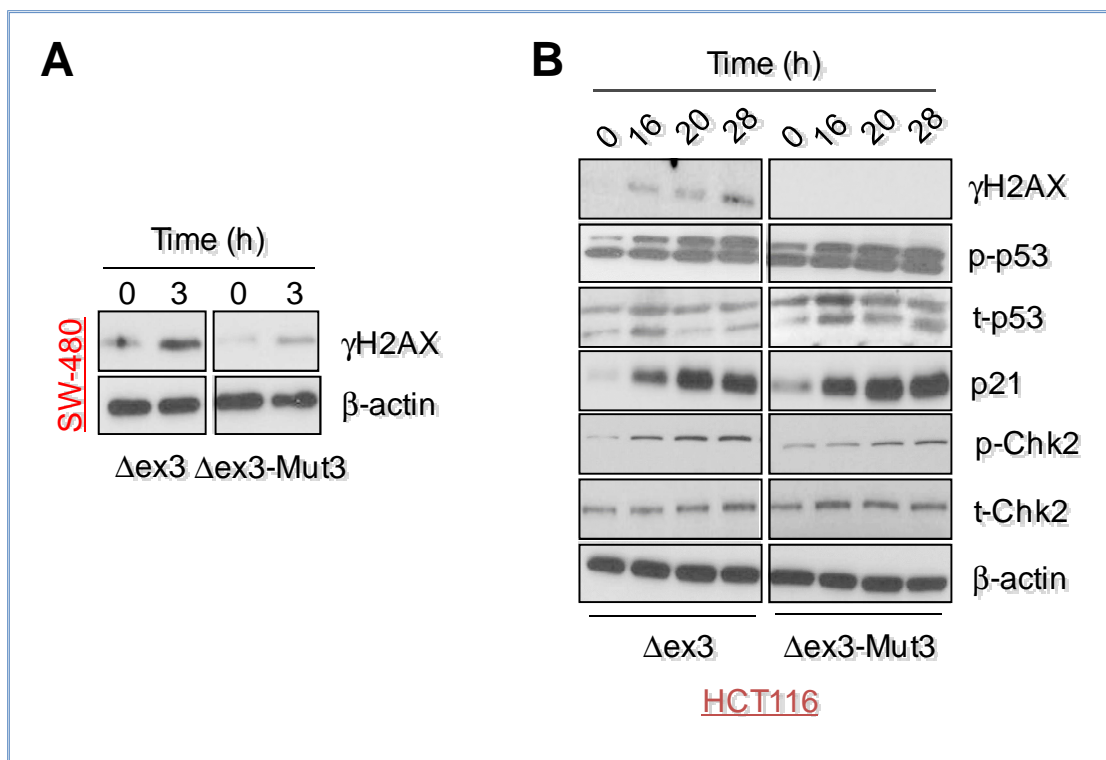 A
Time (h)
0 3 0 3
SW-480
γH2AX
β-actin
Δex3 Δex3-Mut3
B
Time (h)
0 16 20 28 0 16 20 28
γH2AX
p-p53
t-p53
p21
p-Chk2
t-Chk2
β-actin
Δex3 Δex3-Mut3
HCT116